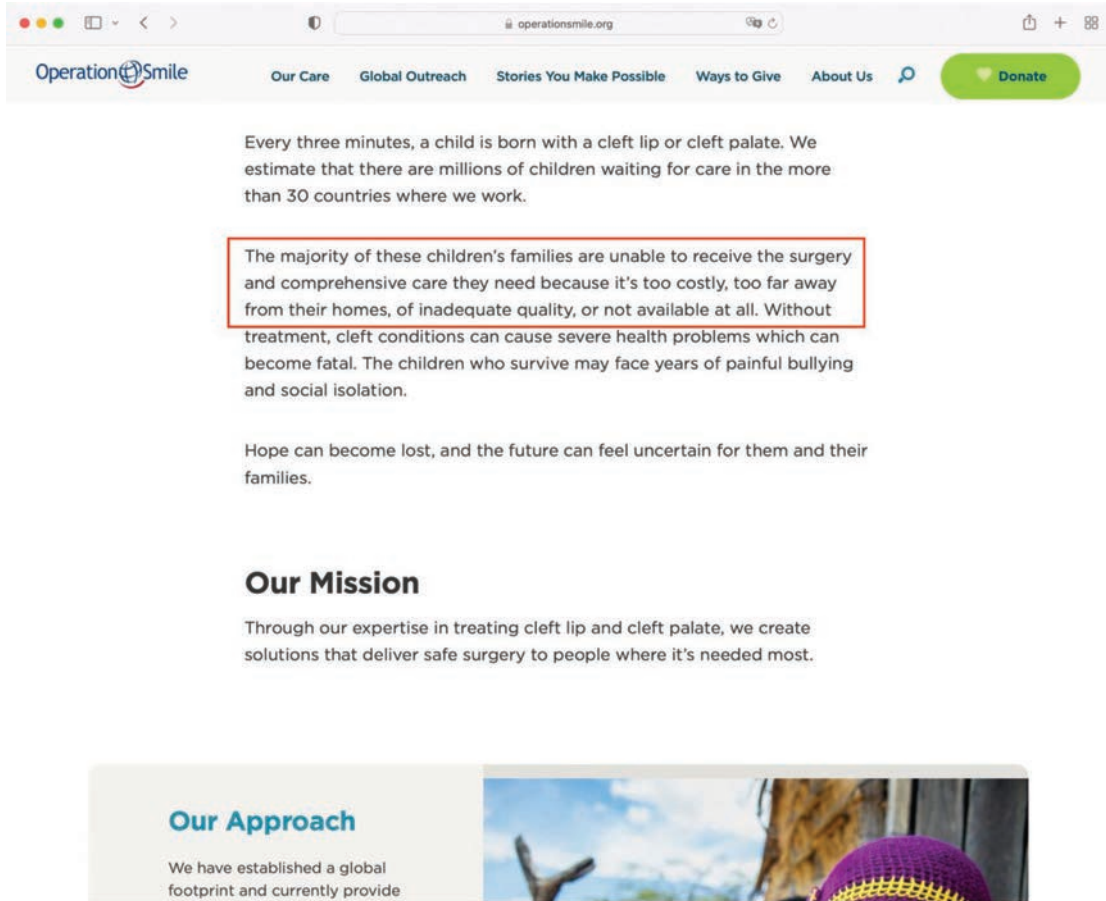 operationsmile.org
Operation Smile
Our Care Global Outreach Stories You Make Possible Ways to Give About Us Donate
Every three minutes, a child is born with a cleft lip or cleft palate. We
estimate that there are millions of children waiting for care in the more
than 30 countries where we work.
The majority of these children's families are unable to receive the surgery
and comprehensive care they need because it's too costly, too far away
from their homes, of inadequate quality, or not available at all. Without
treatment, cleft conditions can cause severe health problems which can
become fatal. The children who survive may face years of painful bullying
and social isolation.
Hope can become lost, and the future can feel uncertain for them and their
families.
Our Mission
Through our expertise in treating cleft lip and cleft palate, we create
solutions that deliver safe surgery to people where it's needed most.
Our Approach
We have established a global
footprint and currently provide